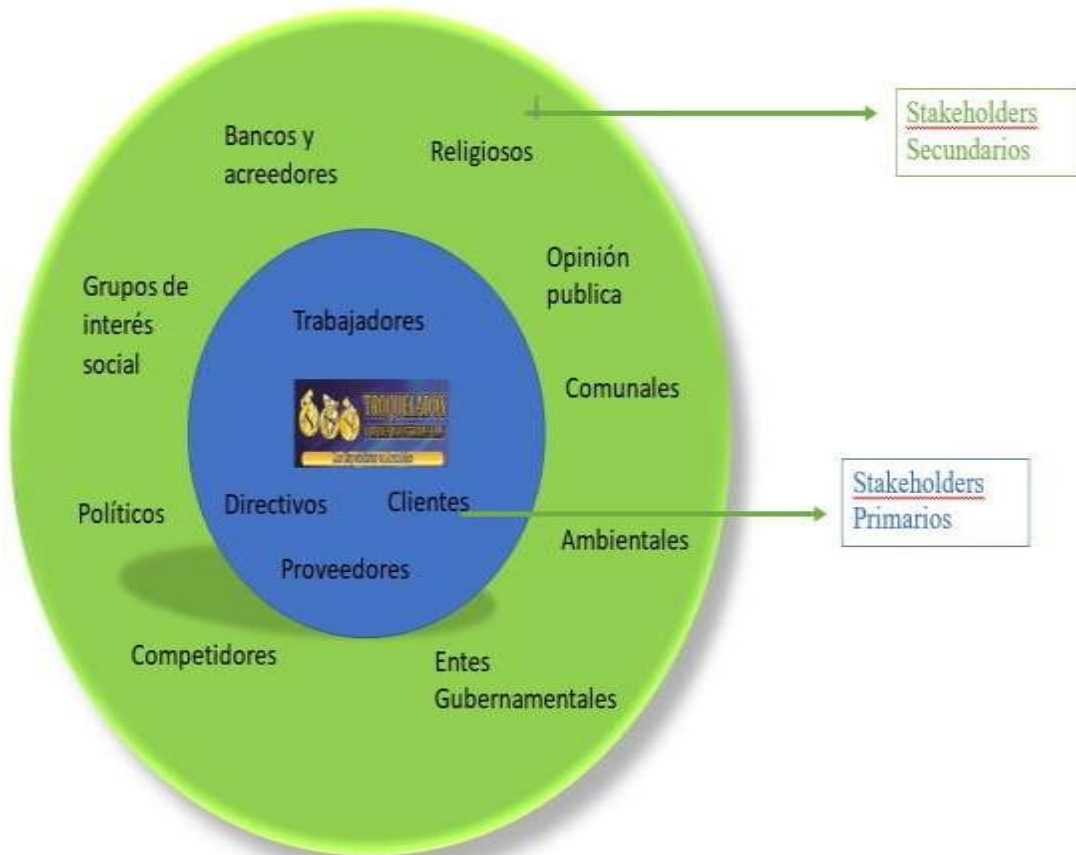 Bancos y
acreedores
Religiosos
Stakeholders
Secundarios
Opinión
publica
Grupos de
interés
social
Trabajadores
TROQUELADOS
Comunales
Stakeholders
Primarios
Políticos
Directivos
Clientes
Ambientales
Proveedores
Competidores
Entes
Gubernamentales